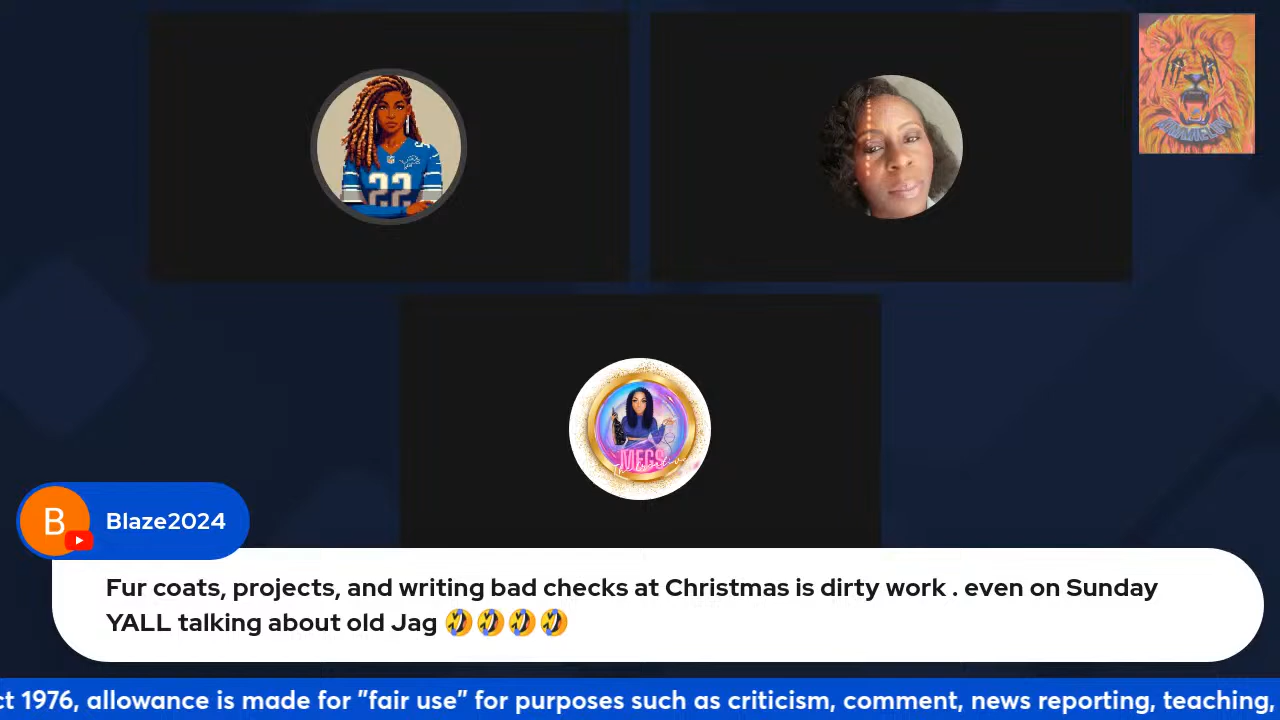 22
MEGS
B
Blaze2024
Fur coats, projects, and writing bad checks at Christmas is dirty work . even on Sunday
YALL talking about old Jag 🤣🤣🤣🤣
ct 1976, allowance is made for "fair use" for purposes such as criticism, comment, news reporting, teaching,